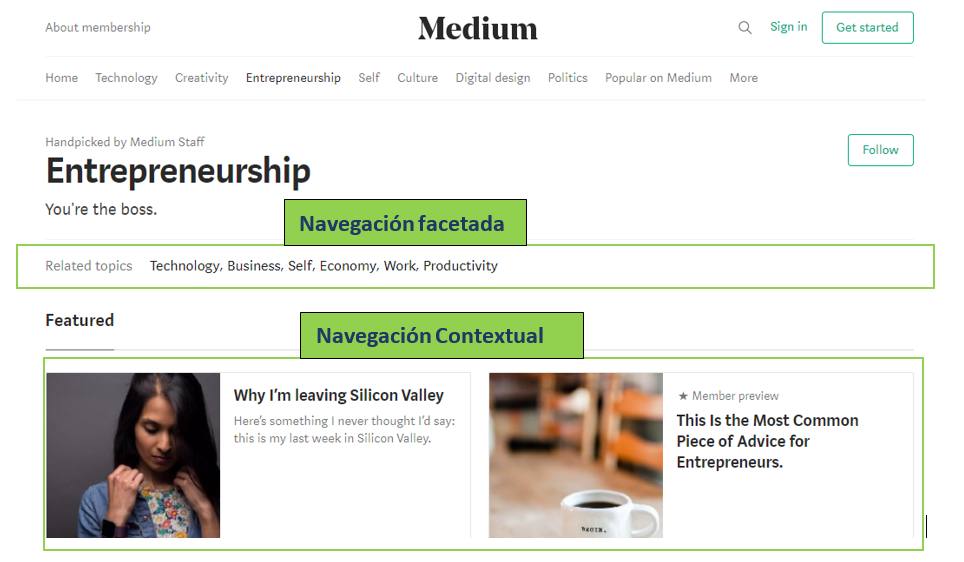 About membership
Medium
Sign in
Get started
Home Technology Creativity Entrepreneurship Self Culture Digital design Politics Popular on Medium More
Handpicked by Medium Staff
Follow
Entrepreneurship
You're the boss.
Navegación facetada
Related topics Technology, Business, Self, Economy, Work, Productivity
Featured
Navegación Contextual
Why I'm leaving Silicon Valley
Here's something I never thought I'd say:
this is my last week in Silicon Valley.
★ Member preview
This Is the Most Common
Piece of Advice for
Entrepreneurs.
BEGIN.